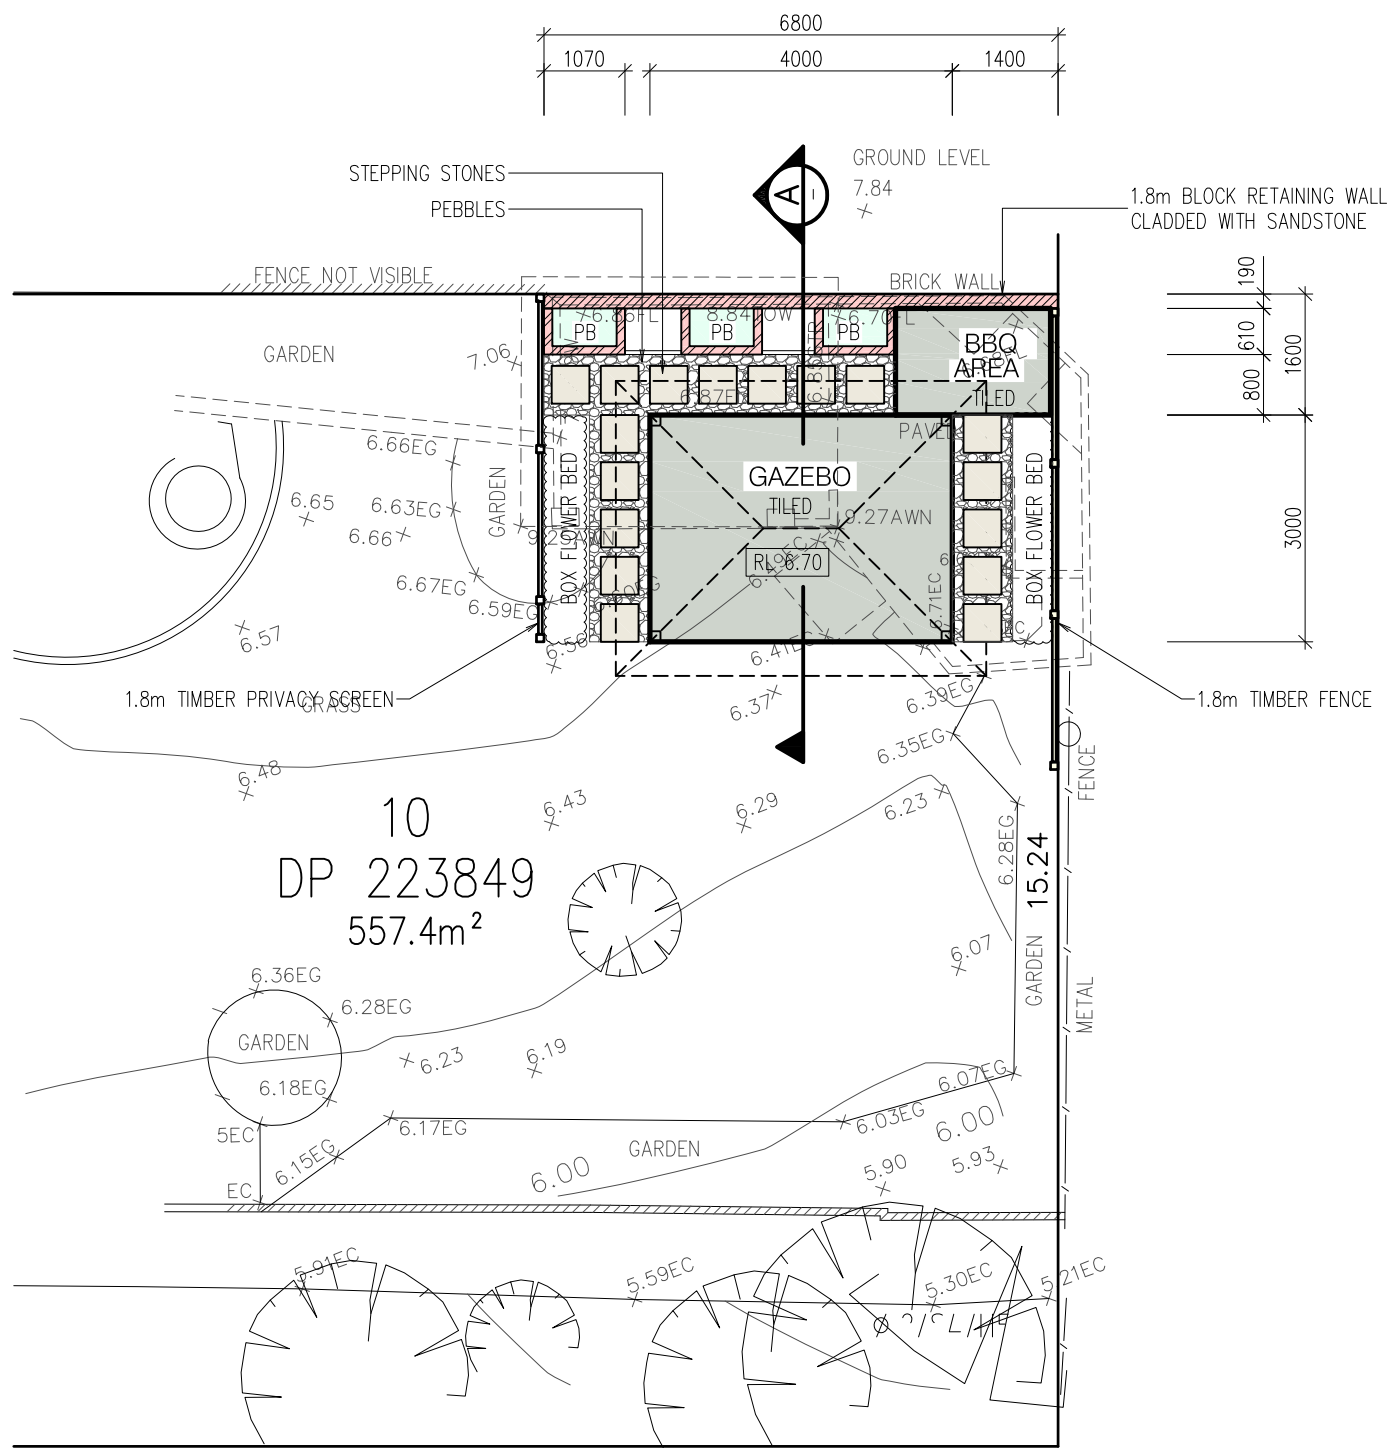 6800
1070
4000
1400
GROUND LEVEL
7.84
A
STEPPING STONES
PEBBLES
1.8m BLOCK RETAINING WALL
CLADDED WITH SANDSTONE
190
610
800
1600
3000
FENCE NOT VISIBLE
BRICK WALL
PB
PB
PB
BBQ
AREA
TILED
GARDEN
7.06
6.66EG
6.65
6.63EG
6.66
6.67EG
6.59EG
6.57
GARDEN
BOX FLOWER BED
GAZEBO
TILED
9.27AWN
RL 6.70
BOX FLOWER BED
6.71EC
1.8m TIMBER PRIVACY SCREEN
GRASS
6.37
6.39EG
6.35EG
1.8m TIMBER FENCE
FENCE
6.48
6.43
6.29
6.23
6.28EG
15.24
10
DP 223849
557.4m²
6.07
GARDEN
METAL
6.36EG
6.28EG
GARDEN
6.18EG
6.23
6.19
6.07EG
5EC
6.17EG
6.03EG
6.00
6.15EG
GARDEN
6.00
5.90
5.93
EC
5.91EC
5.59EC
5.30EC
5.21EC